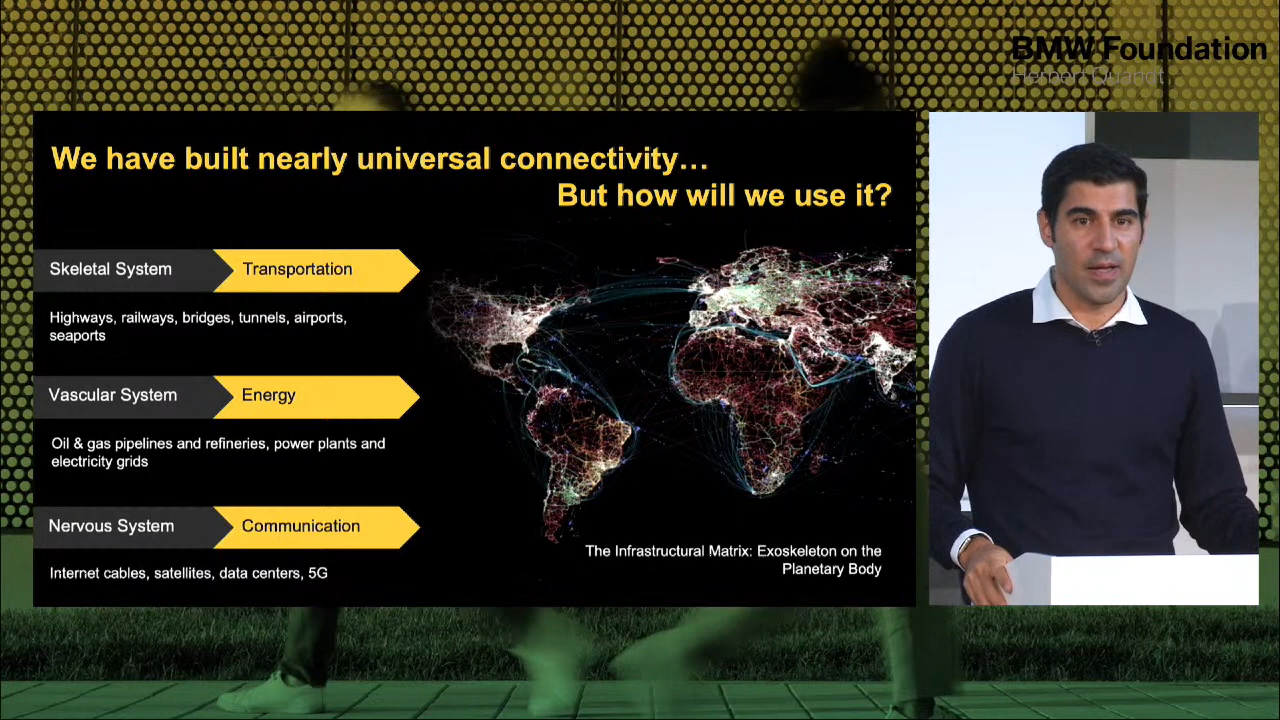 BMW Foundation
Herbert Quandt
We have built nearly universal connectivity…
But how will we use it?
Skeletal System
Transportation
Highways, railways, bridges, tunnels, airports,
seaports
Vascular System
Energy
Oil & gas pipelines and refineries, power plants and
electricity grids
Nervous System
Communication
Internet cables, satellites, data centers, 5G
The Infrastructural Matrix: Exoskeleton on the
Planetary Body